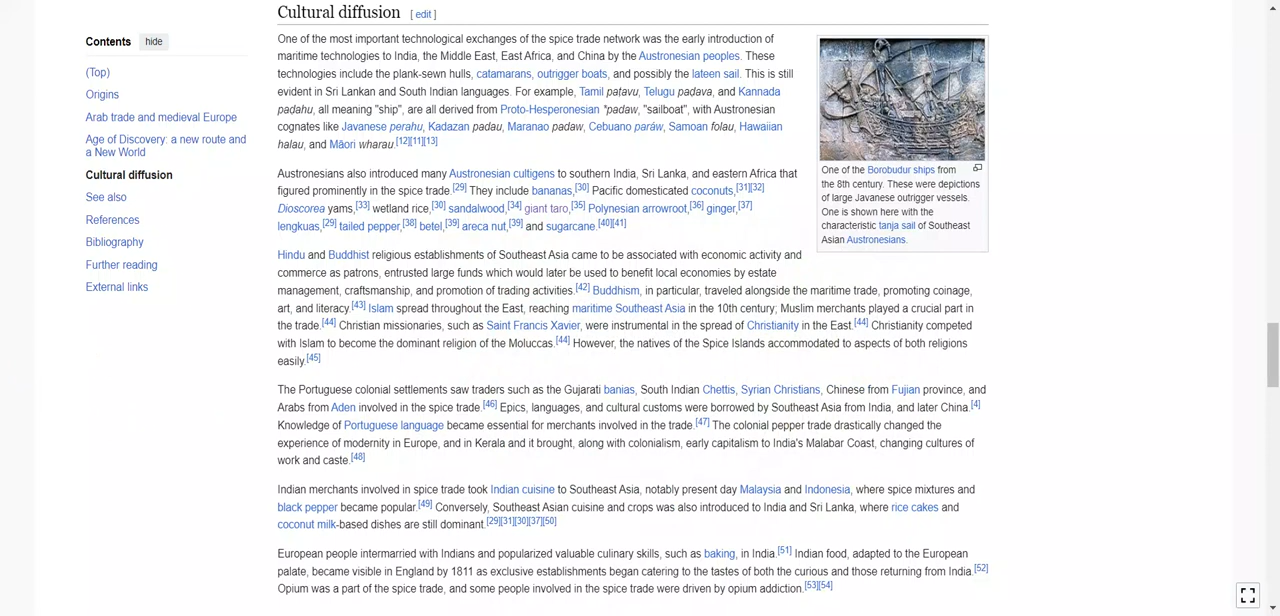 Contents hide
(Top)
Origins
Arab trade and medieval Europe
Age of Discovery: a new route and
a New World
Cultural diffusion
See also
References
Bibliography
Further reading
External links
Cultural diffusion [ edit ]
One of the most important technological exchanges of the spice trade network was the early introduction of
maritime technologies to India, the Middle East, East Africa, and China by the Austronesian peoples. These
technologies include the plank-sewn hulls, catamarans, outrigger boats, and possibly the lateen sail. This is still
evident in Sri Lankan and South Indian languages. For example, Tamil paṭavu, Telugu paḍava, and Kannada
paḍahu, all meaning "ship", are all derived from Proto-Hesperonesian *padaw, "sailboat", with Austronesian
cognates like Javanese perahu, Kadazan padau, Maranao padaw, Cebuano paráw, Samoan folau, Hawaiian
halau, and Māori wharau.[12][11][13]
Austronesians also introduced many Austronesian cultigens to southern India, Sri Lanka, and eastern Africa that
figured prominently in the spice trade.[29] They include bananas,[30] Pacific domesticated coconuts,[31][32]
Dioscorea yams,[33] wetland rice,[30] sandalwood,[34] giant taro,[35] Polynesian arrowroot,[36] ginger,[37]
lengkuas,[29] tailed pepper,[38] betel,[39] areca nut,[39] and sugarcane.[40][41]
Hindu and Buddhist religious establishments of Southeast Asia came to be associated with economic activity and
commerce as patrons, entrusted large funds which would later be used to benefit local economies by estate
management, craftsmanship, and promotion of trading activities.[42] Buddhism, in particular, traveled alongside the maritime trade, promoting coinage,
art, and literacy.[43] Islam spread throughout the East, reaching maritime Southeast Asia in the 10th century; Muslim merchants played a crucial part in
the trade.[44] Christian missionaries, such as Saint Francis Xavier, were instrumental in the spread of Christianity in the East.[44] Christianity competed
with Islam to become the dominant religion of the Moluccas.[44] However, the natives of the Spice Islands accommodated to aspects of both religions
easily.[45]
The Portuguese colonial settlements saw traders such as the Gujarati banias, South Indian Chettis, Syrian Christians, Chinese from Fujian province, and
Arabs from Aden involved in the spice trade.[46] Epics, languages, and cultural customs were borrowed by Southeast Asia from India, and later China.[4]
Knowledge of Portuguese language became essential for merchants involved in the trade.[47] The colonial pepper trade drastically changed the
experience of modernity in Europe, and in Kerala and it brought, along with colonialism, early capitalism to India's Malabar Coast, changing cultures of
work and caste.[48]
Indian merchants involved in spice trade took Indian cuisine to Southeast Asia, notably present day Malaysia and Indonesia, where spice mixtures and
black pepper became popular.[49] Conversely, Southeast Asian cuisine and crops was also introduced to India and Sri Lanka, where rice cakes and
coconut milk-based dishes are still dominant.[29][31][30][37][50]
European people intermarried with Indians and popularized valuable culinary skills, such as baking, in India.[51] Indian food, adapted to the European
palate, became visible in England by 1811 as exclusive establishments began catering to the tastes of both the curious and those returning from India.[52]
Opium was a part of the spice trade, and some people involved in the spice trade were driven by opium addiction.[53][54]
One of the Borobudur ships from
the 8th century. These were depictions
of large Javanese outrigger vessels.
One is shown here with the
characteristic tanja sail of Southeast
Asian Austronesians.